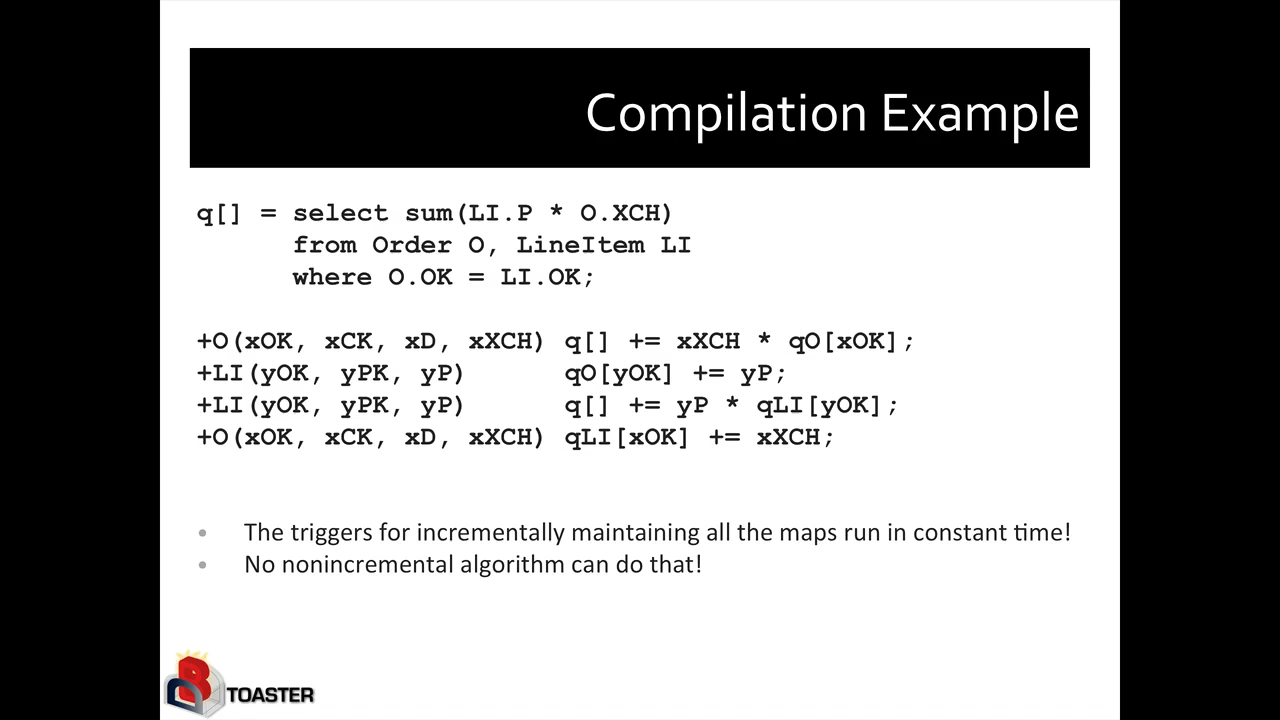 Compilation Example
q[] = select sum(LI.P * O.XCH)
from Order O, LineItem LI
where O.OK = LI.OK;
+O(xOK, xCK, xD, xXCH) q[] += xXCH * qO[xOK];
+LI(yOK, yPK, yP) qO[yOK] += yP;
+LI(yOK, yPK, yP) q[] += yP * qLI[yOK];
+O(xOK, xCK, xD, xXCH) qLI[xOK] += xXCH;
• The triggers for incrementally maintaining all the maps run in constant time!
• No nonincremental algorithm can do that!
DB TOASTER